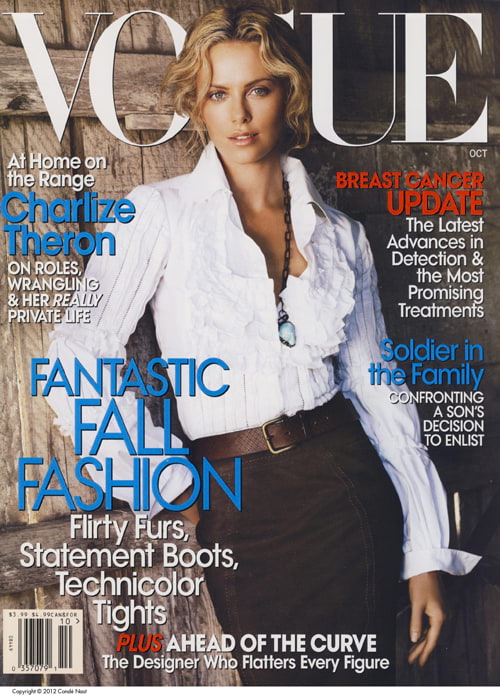 VOGUE
OCT
At Home on
the Range
Charlize
Theron
ON ROLES,
WRANGLING
& HER REALLY
PRIVATE LIFE
BREAST CANCER
UPDATE
The Latest
Advances in
Detection &
the Most
Promising
Treatments
Soldier in
the Family
CONFRONTING
A SON'S
DECISION
TO ENLIST
FANTASTIC
FALL
FASHION
Flirty Furs,
Statement Boots,
Technicolor
Tights
PLUS AHEAD OF THE CURVE
The Designer Who Flatters Every Figure
$3.99 $4.99CAN&FOR
10>
0 357079 1
Copyright © 2012 Condé Nast